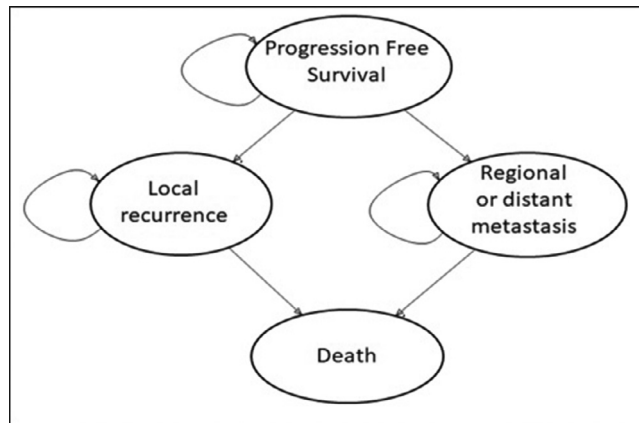 Progression Free
Survival
Local
recurrence
Regional
or distant
metastasis
Death